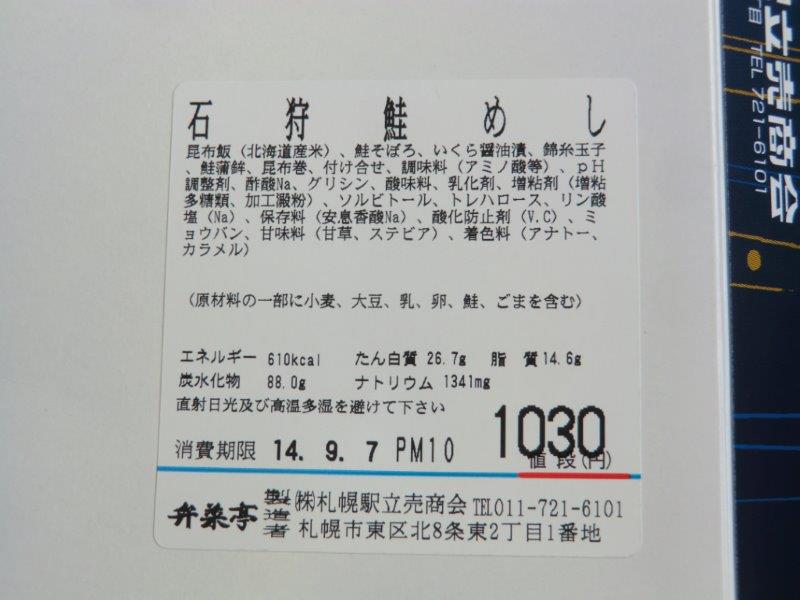 石狩鮭めし
昆布飯（北海道産米）、鮭そぼろ、いくら醤油漬、錦糸玉子
、鮭蒲鉾、昆布巻、付け合せ、調味料（アミノ酸等）、ｐＨ
調整剤、酢酸Na、グリシン、酸味料、乳化剤、増粘剤（増粘
多糖類、加工澱粉）、ソルビトール、トレハロース、リン酸
塩（Na）、保存料（安息香酸Na）、酸化防止剤（V.C）、ミ
ョウバン、甘味料（甘草、ステビア）、着色料（アナトー、
カラメル）
（原材料の一部に小麦、大豆、乳、卵、鮭、ごまを含む）
エネルギー 610kcal たん白質 26.7g 脂質 14.6g
炭水化物 88.0g ナトリウム 1341mg
直射日光及び高温多湿を避けて下さい
1030
消費期限 14. 9. 7 PM10 値段(円)
弁菜亭 製造者 ㈱札幌駅立売商会 TEL011-721-6101
札幌市東区北8条東2丁目1番地
立売商会
丁目 TEL 721-6101